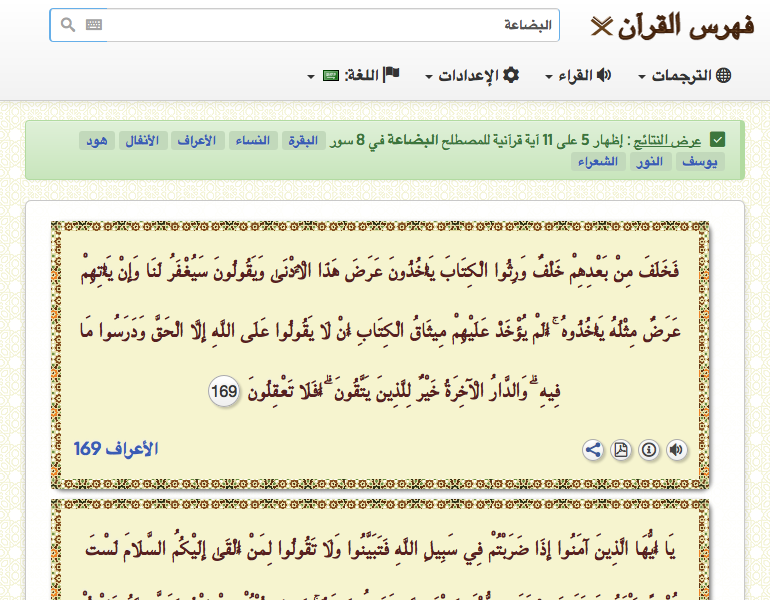 فهرس القرآن
البضاعة
الترجمات
القراء
الإعدادات
اللغة:
عرض النتائج : إظهار 5 على 11 آية قرآنية للمصطلح البضاعة في 8 سور البقرة النساء الأعراف الأنفال هود
يوسف النور الشعراء
فَخَلَفَ مِنْ بَعْدِهِمْ خَلْفٌ وَرِثُوا الْكِتَابَ يَأْخُذُونَ عَرَضَ هَٰذَا الْأَدْنَىٰ وَيَقُولُونَ سَيُغْفَرُ لَنَا وَإِنْ يَأْتِهِمْ
عَرَضٌ مِثْلُهُ يَأْخُذُوهُ ۚ أَلَمْ يُؤْخَذْ عَلَيْهِمْ مِيثَاقُ الْكِتَابِ أَنْ لَا يَقُولُوا عَلَى اللَّهِ إِلَّا الْحَقَّ وَدَرَسُوا مَا
فِيهِ ۗ وَالدَّارُ الْآخِرَةُ خَيْرٌ لِلَّذِينَ يَتَّقُونَ ۗ أَفَلَا تَعْقِلُونَ 169
الأعراف 169
يَا أَيُّهَا الَّذِينَ آمَنُوا إِذَا ضَرَبْتُمْ فِي سَبِيلِ اللَّهِ فَتَبَيَّنُوا وَلَا تَقُولُوا لِمَنْ أَلْقَىٰ إِلَيْكُمُ السَّلَامَ لَسْتَ